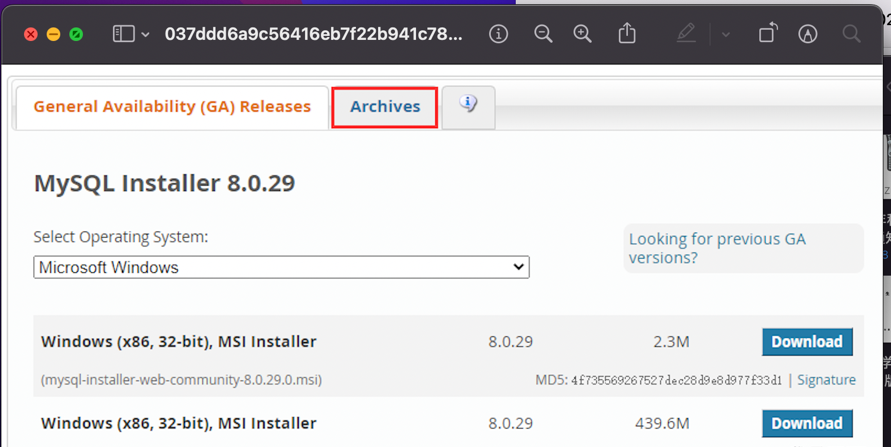 037ddd6a9c56416eb7f22b941c78...
General Availability (GA) Releases
Archives
MySQL Installer 8.0.29
Select Operating System:
Microsoft Windows
Looking for previous GA
versions?
Windows (x86, 32-bit), MSI Installer 8.0.29 2.3M Download
(mysql-installer-web-community-8.0.29.0.msi) MD5: 4f735569267527dec28d9e8d977f33d1 | Signature
Windows (x86, 32-bit), MSI Installer 8.0.29 439.6M Download